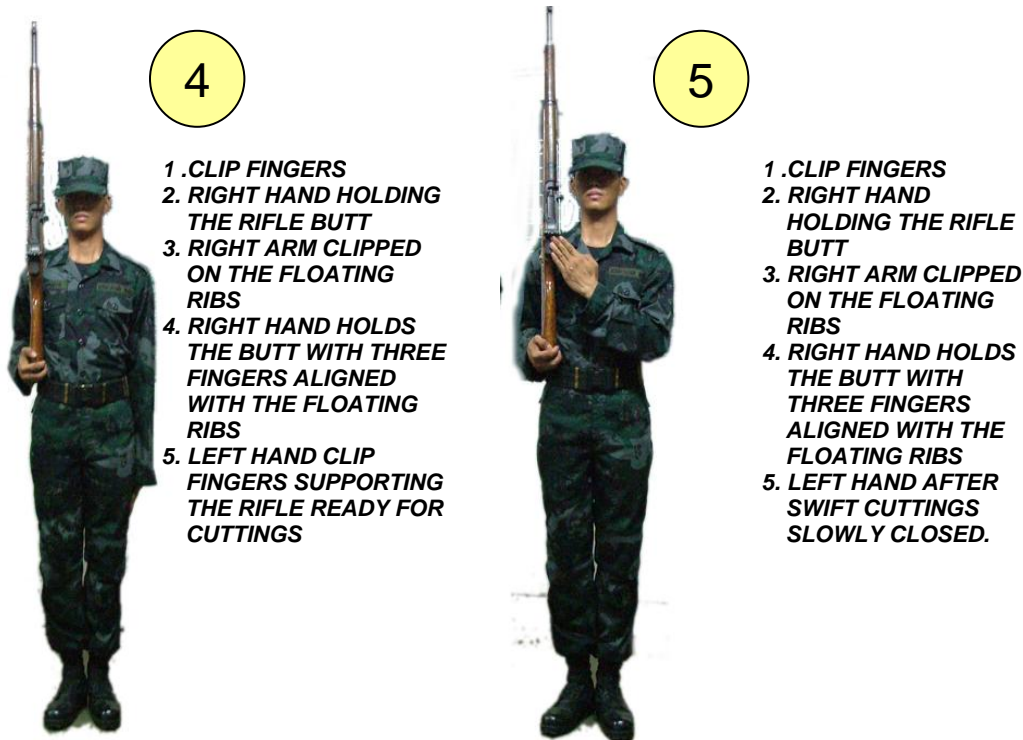 4
1 .CLIP FINGERS
2. RIGHT HAND HOLDING
THE RIFLE BUTT
3. RIGHT ARM CLIPPED
ON THE FLOATING
RIBS
4. RIGHT HAND HOLDS
THE BUTT WITH THREE
FINGERS ALIGNED
WITH THE FLOATING
RIBS
5. LEFT HAND CLIP
FINGERS SUPPORTING
THE RIFLE READY FOR
CUTTINGS
5
1 .CLIP FINGERS
2. RIGHT HAND
HOLDING THE RIFLE
BUTT
3. RIGHT ARM CLIPPED
ON THE FLOATING
RIBS
4. RIGHT HAND HOLDS
THE BUTT WITH
THREE FINGERS
ALIGNED WITH THE
FLOATING RIBS
5. LEFT HAND AFTER
SWIFT CUTTINGS
SLOWLY CLOSED.